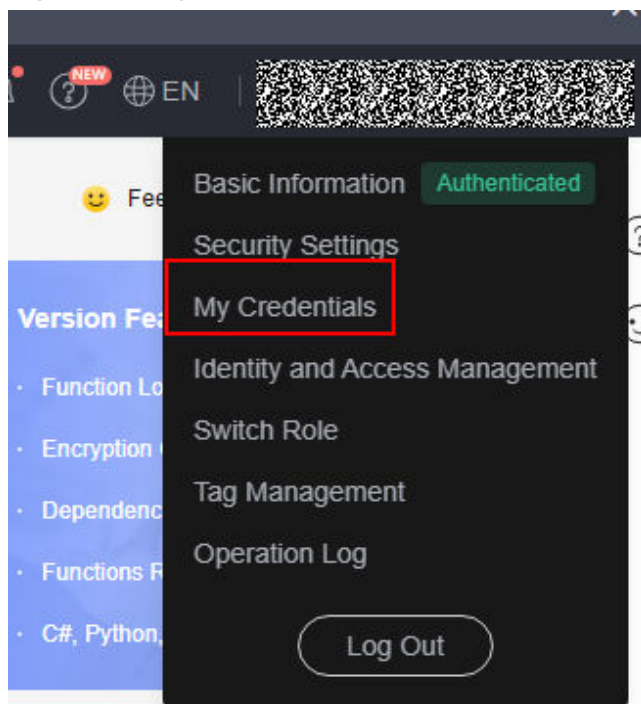 NEW
EN
Fee
Basic Information Authenticated
Security Settings
Version Fea
My Credentials
Function Lo
Identity and Access Management
Encryption
Switch Role
Dependenc
Tag Management
Functions R
Operation Log
C#, Python,
Log Out